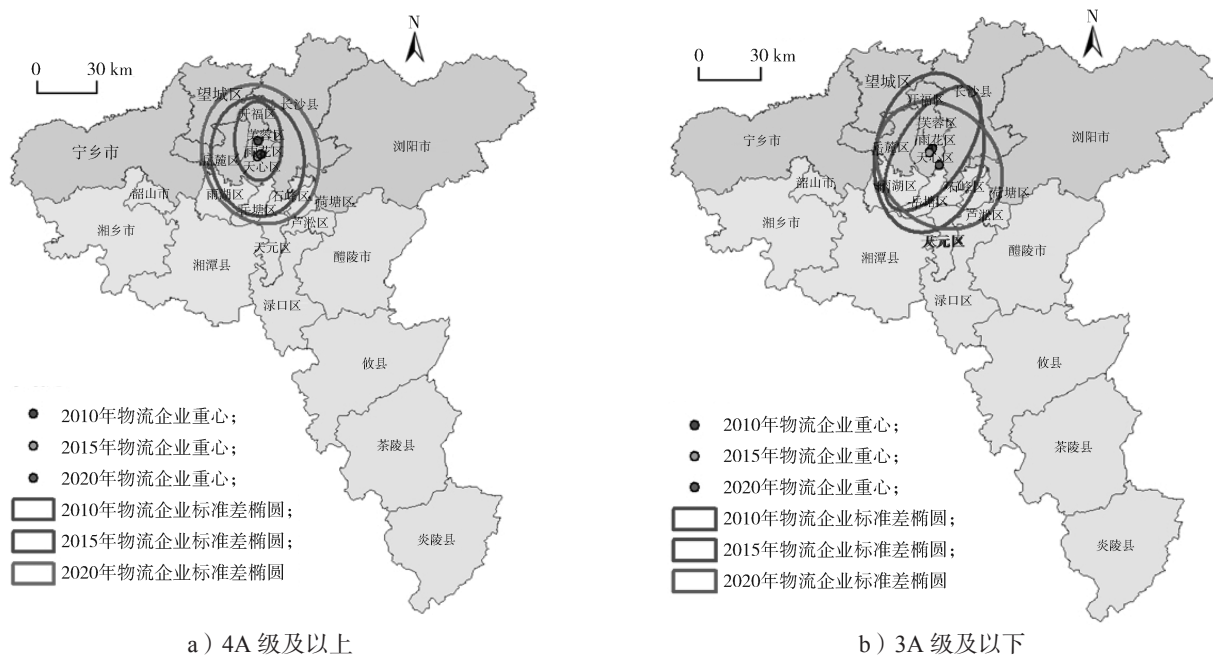 N
0 30 km
望城区
长沙县
开福区
芙蓉区
宁乡市
岳麓区
雨花区
浏阳市
天心区
韶山市
雨湖区
石峰区
荷塘区
岳塘区
芦淞区
湘乡市
天元区
湘潭县
醴陵市
渌口区
攸县
茶陵县
炎陵县
2010年物流企业重心；
2015年物流企业重心；
2020年物流企业重心；
2010年物流企业标准差椭圆；
2015年物流企业标准差椭圆；
2020年物流企业标准差椭圆
a）4A 级及以上
N
0 30 km
望城区
长沙县
开福区
芙蓉区
宁乡市
岳麓区
雨花区
浏阳市
天心区
韶山市
雨湖区
石峰区
荷塘区
岳塘区
芦淞区
湘乡市
天元区
湘潭县
醴陵市
渌口区
攸县
茶陵县
炎陵县
2010年物流企业重心；
2015年物流企业重心；
2020年物流企业重心；
2010年物流企业标准差椭圆；
2015年物流企业标准差椭圆；
2020年物流企业标准差椭圆
b）3A 级及以下